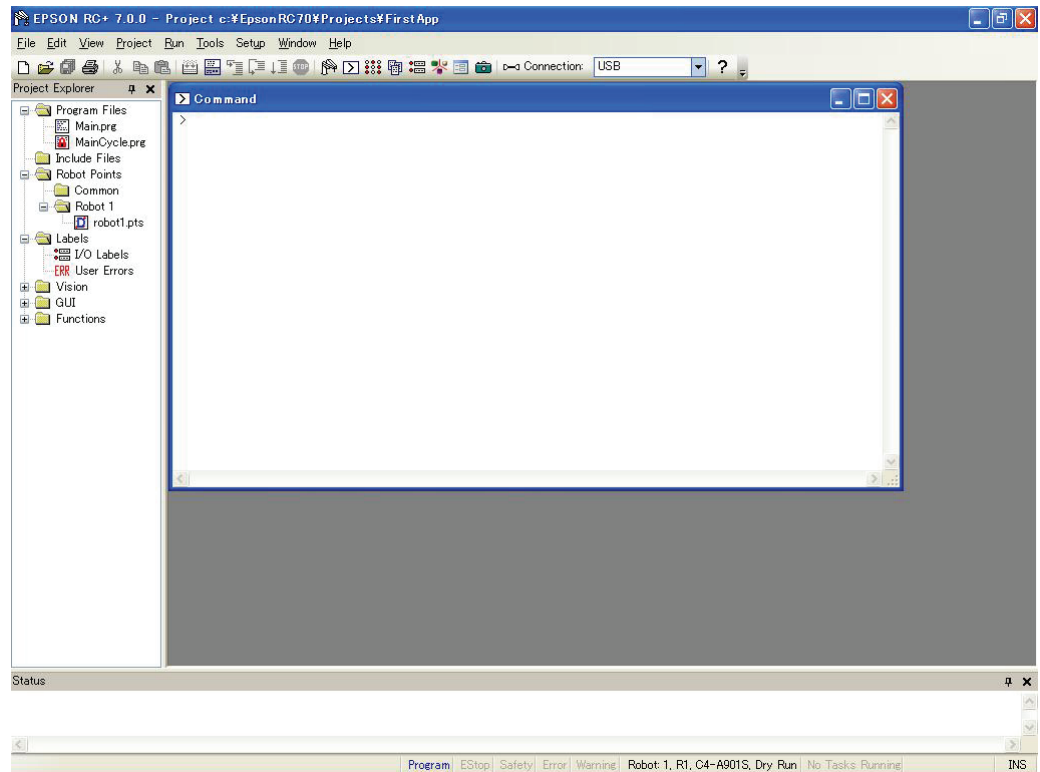 EPSON RC+ 7.0.0 - Project c:¥EpsonRC70¥Projects¥FirstApp
File Edit View Project Run Tools Setup Window Help
STOP Connection: USB ?
Project Explorer
Command
>
Program Files
Main.prg
MainCycle.prg
Include Files
Robot Points
Common
Robot 1
robot1.pts
Labels
I/O Labels
ERR User Errors
Vision
GUI
Functions
Status
Program EStop Safety Error Warning Robot: 1, R1, C4-A901S, Dry Run No Tasks Running INS